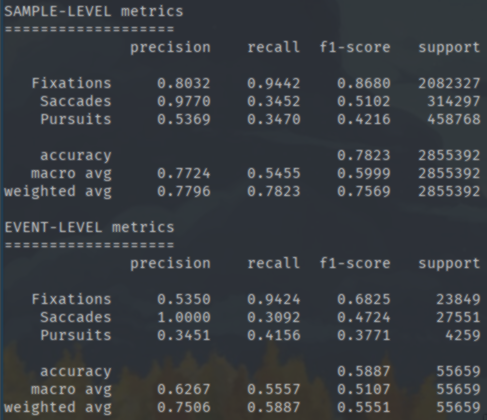 SAMPLE-LEVEL metrics
===================
precision recall f1-score support
Fixations 0.8032 0.9442 0.8680 2082327
Saccades 0.9770 0.3452 0.5102 314297
Pursuits 0.5369 0.3470 0.4216 458768
accuracy 0.7823 2855392
macro avg 0.7724 0.5455 0.5999 2855392
weighted avg 0.7796 0.7823 0.7569 2855392
EVENT-LEVEL metrics
===================
precision recall f1-score support
Fixations 0.5350 0.9424 0.6825 23849
Saccades 1.0000 0.3092 0.4724 27551
Pursuits 0.3451 0.4156 0.3771 4259
accuracy 0.5887 55659
macro avg 0.6267 0.5557 0.5107 55659
weighted avg 0.7506 0.5887 0.5551 55659